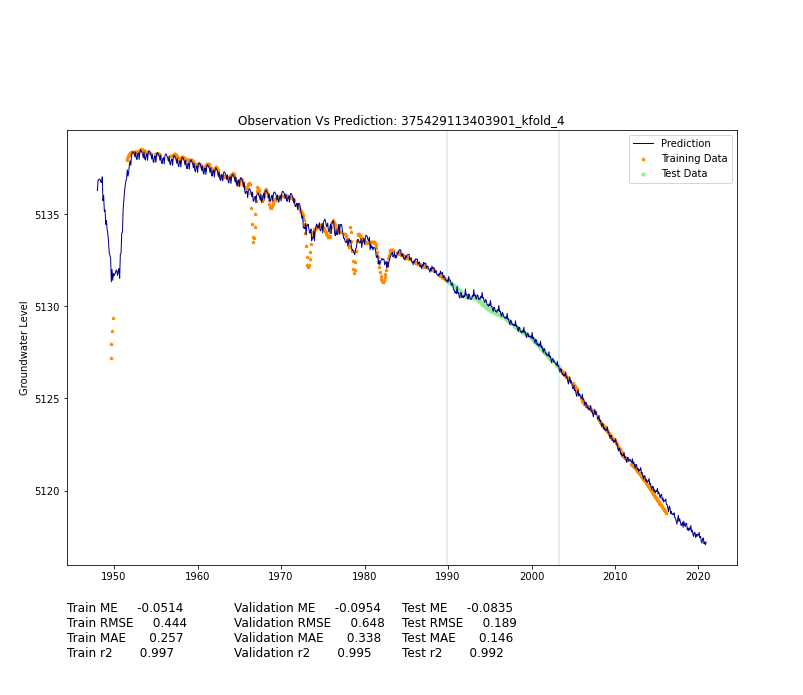 Observation Vs Prediction: 375429113403901_kfold_4
Prediction
Training Data
Test Data
Groundwater Level
5135
5130
5125
5120
1950 1960 1970 1980 1990 2000 2010 2020
Train ME -0.0514 Validation ME -0.0954 Test ME -0.0835
Train RMSE 0.444 Validation RMSE 0.648 Test RMSE 0.189
Train MAE 0.257 Validation MAE 0.338 Test MAE 0.146
Train r2 0.997 Validation r2 0.995 Test r2 0.992